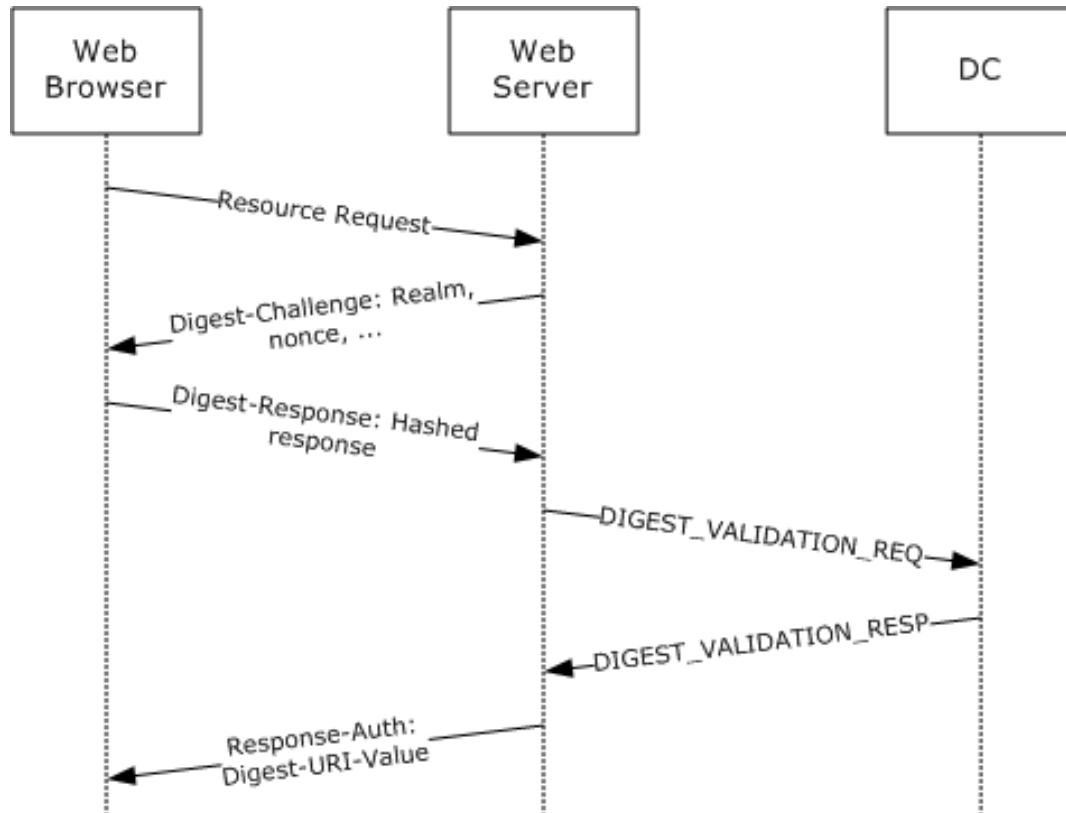 Web
Browser
Web
Server
DC
Resource Request
Digest-Challenge: Realm,
nonce, ...
Digest-Response: Hashed
response
DIGEST_VALIDATION_REQ
DIGEST_VALIDATION_RESP
Response-Auth:
Digest-URI-Value